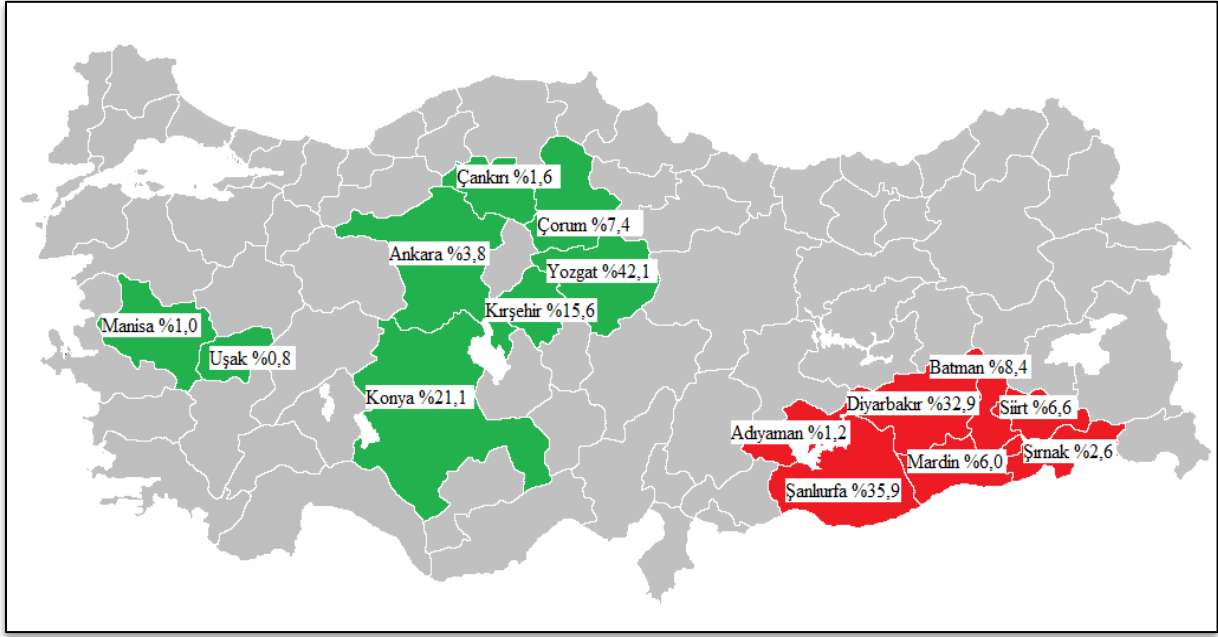 Çankırı %1,6
Çorum %7,4
Ankara %3,8
Yozgat %42,1
Kırşehir %15,6
Manisa %1,0
Uşak %0,8
Konya %21,1
Batman %8,4
Diyarbakır %32,9
Siirt %6,6
Adıyaman %1,2
Şırnak %2,6
Mardin %6,0
Şanlıurfa %35,9